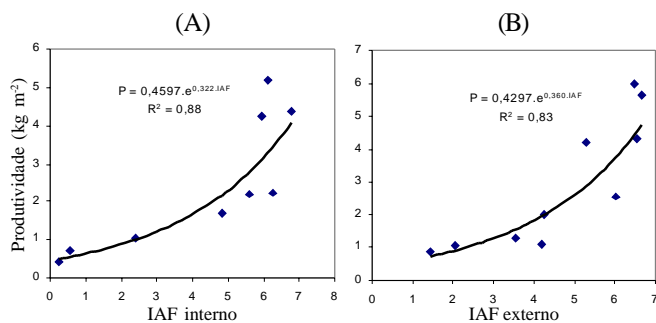 (A)
(B)
Produtividade (kg m-2)
6
5
4
3
2
1
0
P = 0,4597.e0,322.IAF
R2 = 0,88
0 1 2 3 4 5 6 7 8
IAF interno
7
6
5
4
3
2
1
0
P = 0,4297.e0,360.IAF
R2 = 0,83
0 1 2 3 4 5 6 7
IAF externo